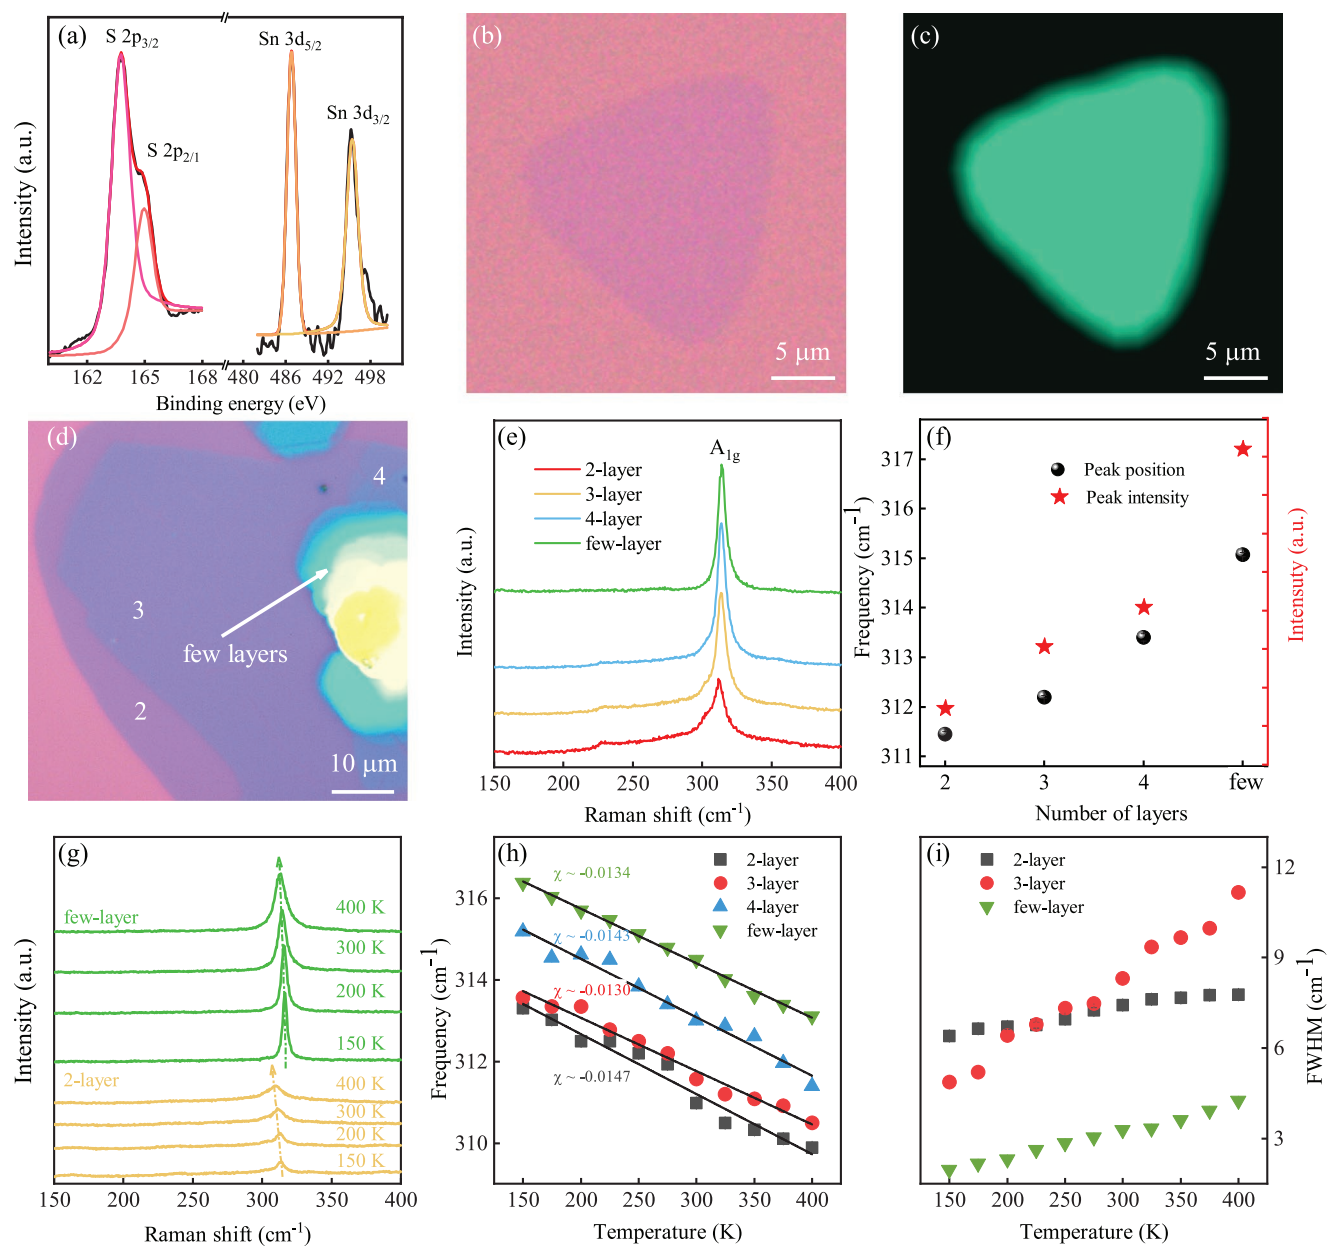 (a)
S 2p3/2
S 2p2/1
Sn 3d5/2
Sn 3d3/2
Intensity (a.u.)
162 165 168 480 486 492 498
Binding energy (eV)
(b)
5 μm
(c)
5 μm
(d)
4
3
few layers
2
10 μm
(e)
A1g
2-layer
3-layer
4-layer
few-layer
Intensity (a.u.)
150 200 250 300 350 400
Raman shift (cm-1)
(f)
Peak position
Peak intensity
317
316
315
314
313
312
311
Frequency (cm-1)
Intensuty (a.u.)
2 3 4 few
Number of layers
(g)
few-layer
400 K
300 K
200 K
150 K
2-layer
400 K
300 K
200 K
150 K
Intensity (a.u.)
150 200 250 300 350 400
Raman shift (cm-1)
(h)
χ ~ -0.0134
χ ~ -0.0143
χ ~ -0.0130
χ ~ -0.0147
2-layer
3-layer
4-layer
few-layer
316
314
312
310
Frequency (cm-1)
150 200 250 300 350 400
Temperature (K)
(i)
2-layer
3-layer
few-layer
12
9
6
3
FWHM (cm-1)
150 200 250 300 350 400
Temperature (K)